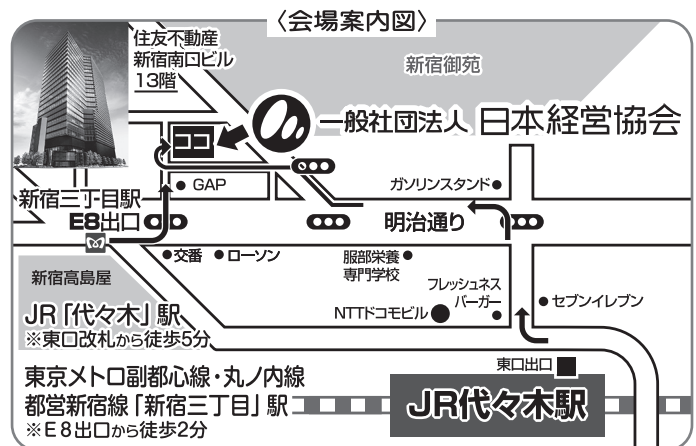 〈会場案内図〉
住友不動産
新宿南口ビル
13階
新宿御苑
一般社団法人 日本経営協会
ココ
GAP
ガソリンスタンド
新宿三丁目駅
E8出口
明治通り
交番
ローソン
服部栄養
専門学校
新宿高島屋
フレッシュネス
バーガー
NTTドコモビル
セブンイレブン
JR「代々木」駅
※東口改札から徒歩5分
東口出口
東京メトロ副都心線・丸ノ内線
都営新宿線「新宿三丁目」駅
※E8出口から徒歩2分
JR代々木駅